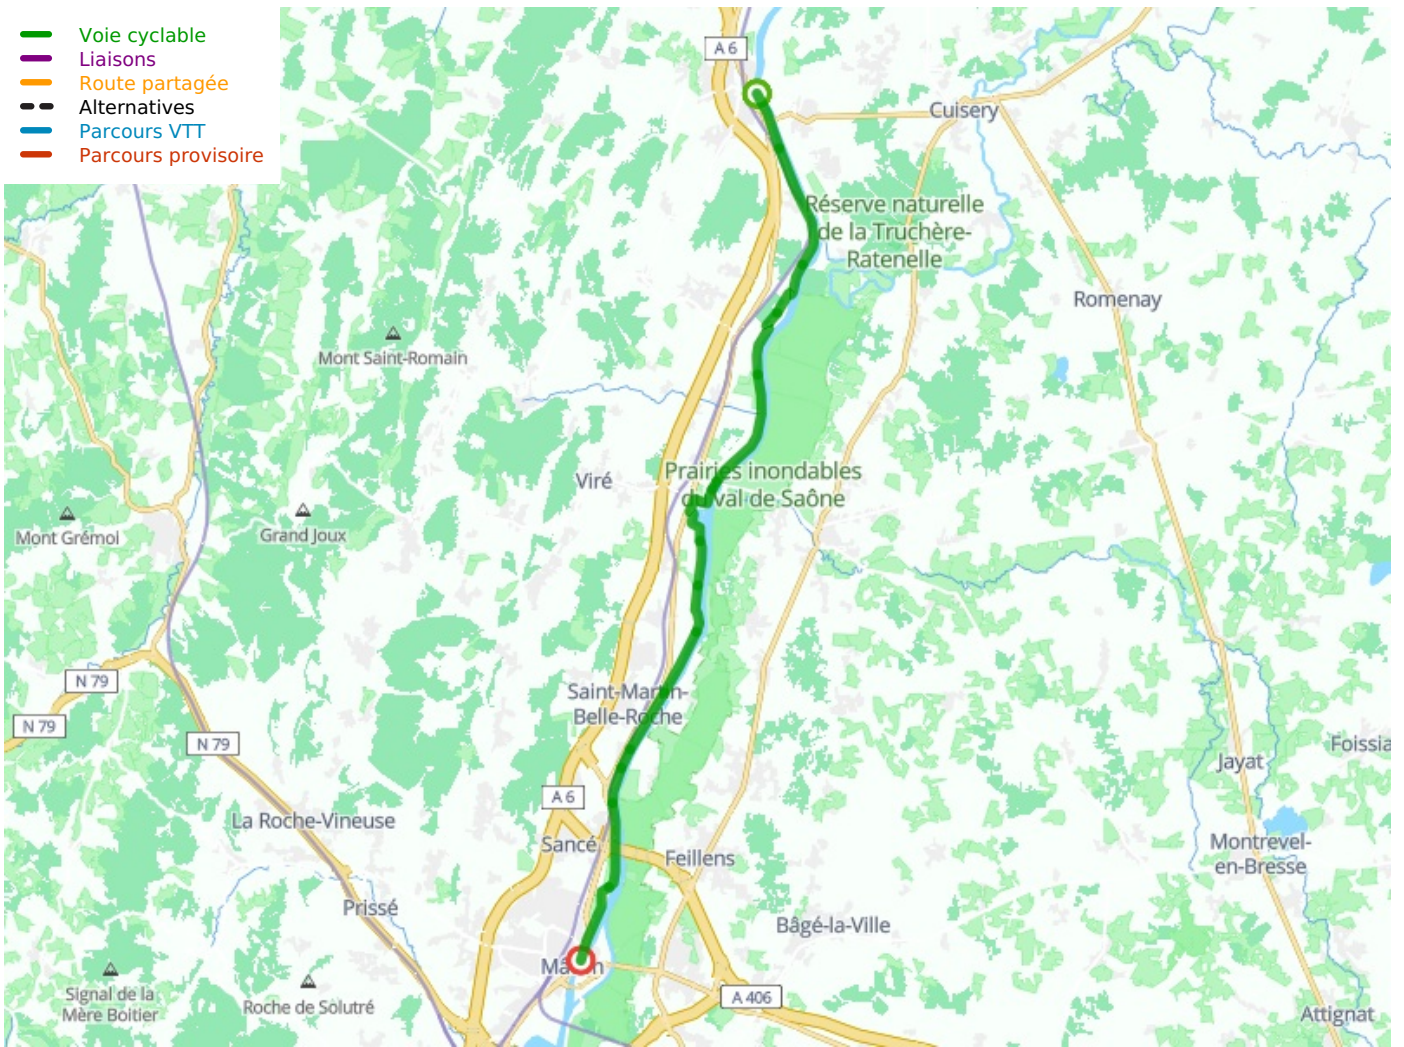 Voie cyclable
Liaisons
Route partagée
Alternatives
Parcours VTT
Parcours provisoire
A 6
Cuisery
Réserve naturelle
de la Truchère-
Ratenelle
Romenay
Mont Saint-Romain
Viré
Prairies inondables
du val de Saône
Mont Grémol
Grand Joux
N 79
N 79
N 79
Saint-Martin-
Belle-Roche
Foissia
Jayat
A 6
La Roche-Vineuse
Sancé
Feillens
Montrevel-
en-Bresse
Prissé
Bâgé-la-Ville
Mâcon
Signal de la
Mère Boitier
Roche de Solutré
A 406
Attignat